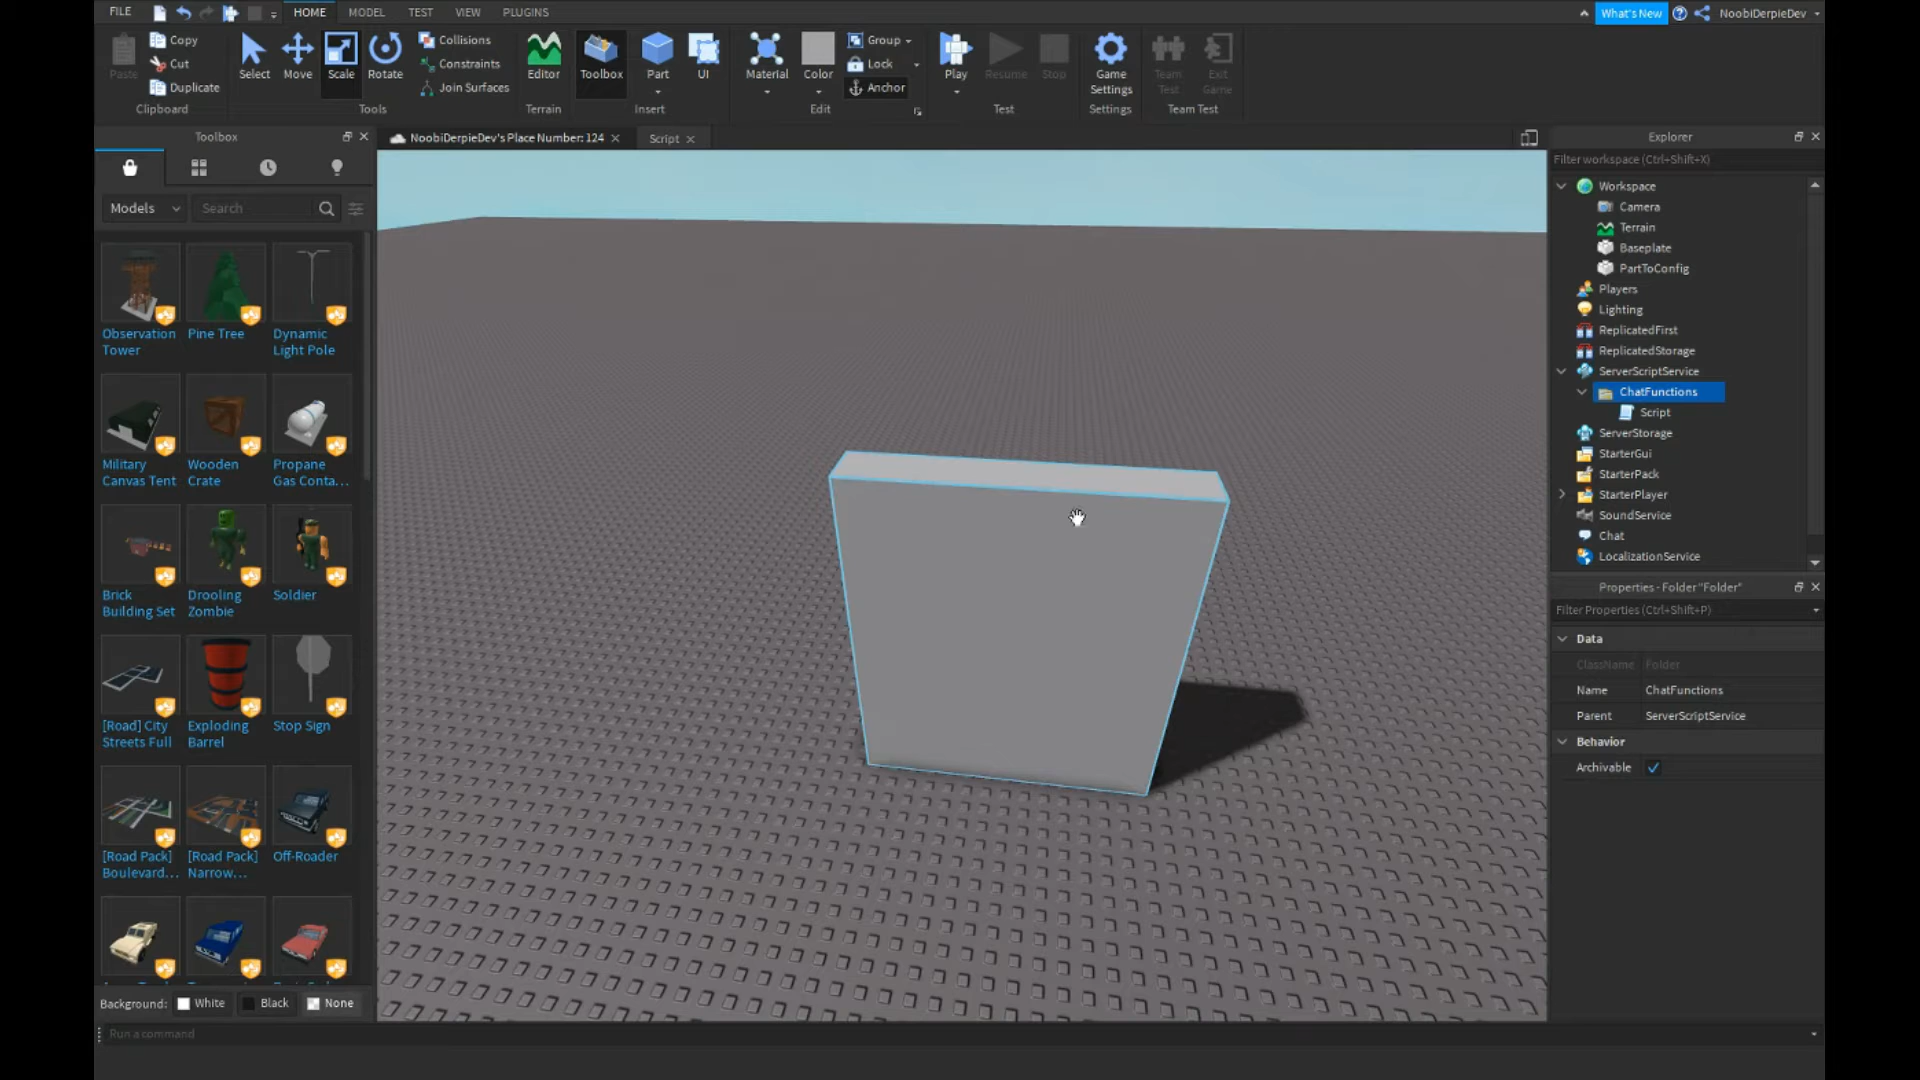 FILE HOME MODEL TEST VIEW PLUGINS What's New NoobiDerpieDev
Paste Copy Cut Duplicate
Select Move Scale Rotate
Collisions
Constraints
Join Surfaces
Editor Toolbox Part UI
Material Color
Group
Lock
Anchor
Play Resume Stop
Game Settings
Team Test
Exit Game
Clipboard Tools Terrain Insert Edit Test Settings Team Test
Toolbox
NoobiDerpieDev's Place Number: 124 Script
Models Search
Observation Tower
Pine Tree
Dynamic Light Pole
Military Canvas Tent
Wooden Crate
Propane Gas Conta...
Brick Building Set
Drooling Zombie
Soldier
[Road] City Streets Full
Exploding Barrel
Stop Sign
[Road Pack] Boulevard...
[Road Pack] Narrow...
Off-Roader
Background: White Black None
Run a command
Explorer
Filter workspace (Ctrl+Shift+X)
Workspace
Camera
Terrain
Baseplate
PartToConfig
Players
Lighting
ReplicatedFirst
ReplicatedStorage
ServerScriptService
ChatFunctions
Script
ServerStorage
StarterGui
StarterPack
StarterPlayer
SoundService
Chat
LocalizationService
Properties - Folder "Folder"
Filter Properties (Ctrl+Shift+P)
Data
ClassName Folder
Name ChatFunctions
Parent ServerScriptService
Behavior
Archivable